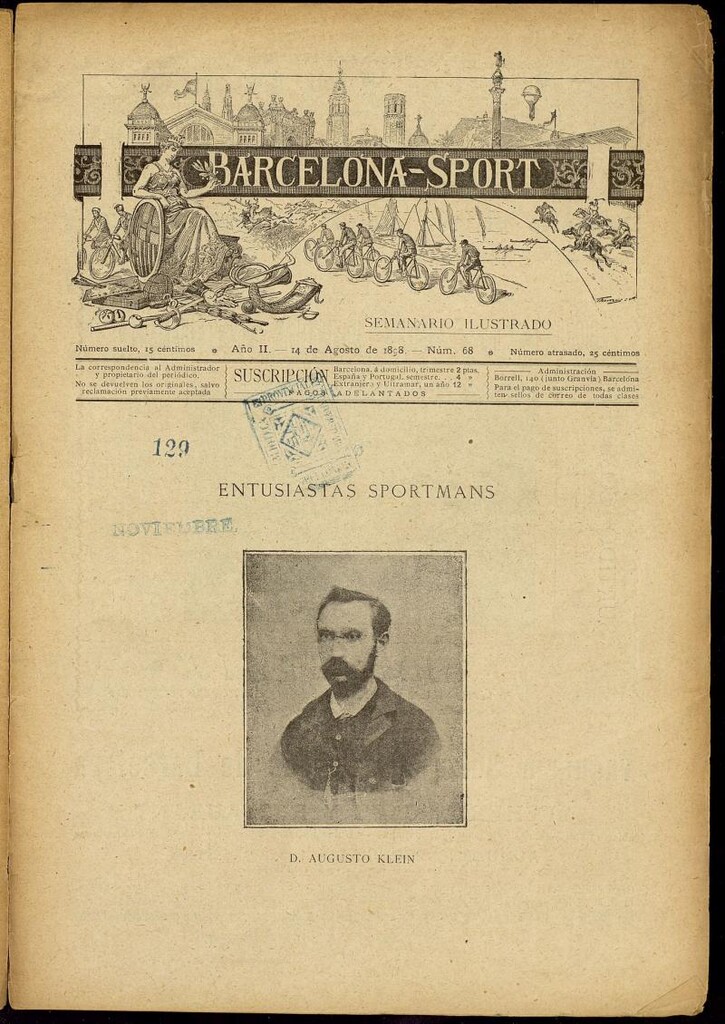 BARCELONA-SPORT
SEMANARIO ILUSTRADO
Número suelto, 15 céntimos
Año II. — 14 de Agosto de 1898. — Núm. 68
Número atrasado, 25 céntimos
La correspondencia al Administrador
y propietario del periódico.
No se devuelven los originales, salvo
reclamación previamente aceptada
SUSCRIPCIÓN
Barcelona, á domicilio, trimestre 2 ptas.
España y Portugal, semestre. . . 4 "
Extranjero y Ultramar, un año 12 "
PAGOS ADELANTADOS
Administración
Borrell, 140 (junto Granvía) Barcelona
Para el pago de suscripciones, se admi-
ten sellos de correo de todas clases
129
ENTUSIASTAS SPORTMANS
NOVIEMBRE.
D. AUGUSTO KLEIN